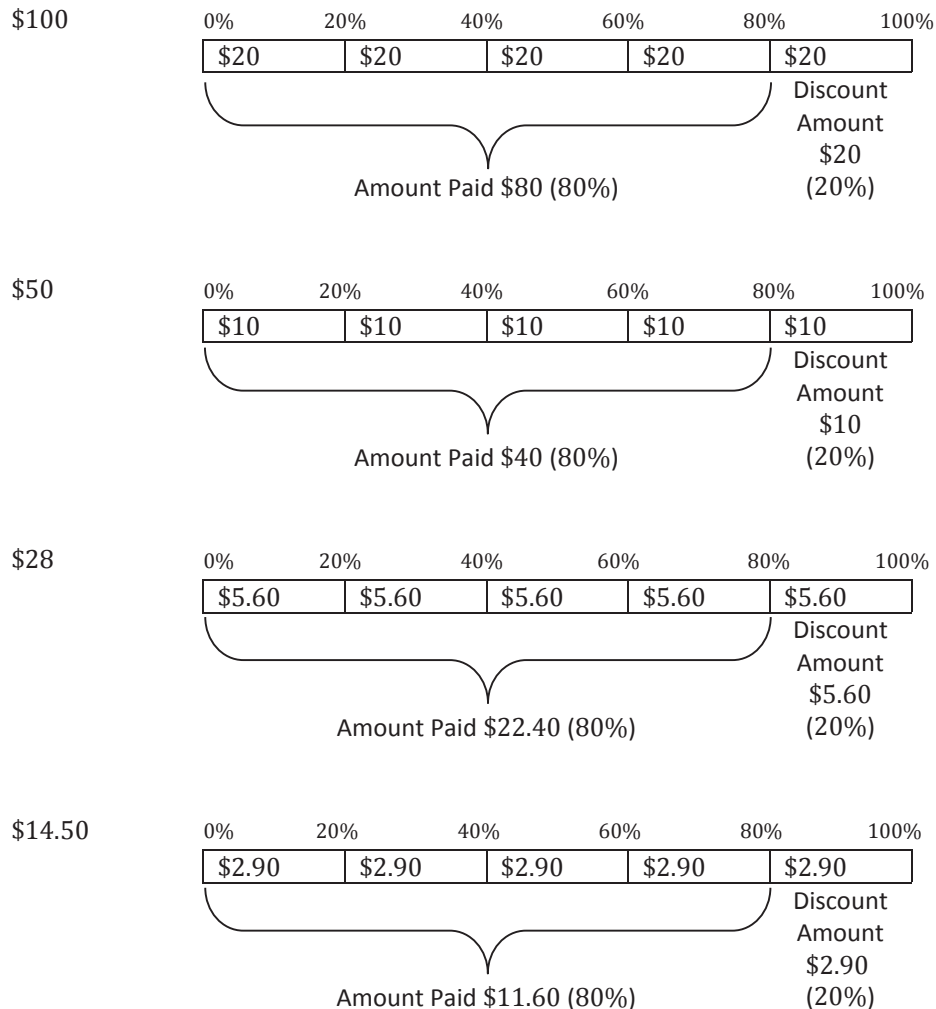 $100 0% 20% 40% 60% 80% 100%
$20 $20 $20 $20 $20
Discount
Amount
$20
Amount Paid $80 (80%) (20%)
$50 0% 20% 40% 60% 80% 100%
$10 $10 $10 $10 $10
Discount
Amount
$10
Amount Paid $40 (80%) (20%)
$28 0% 20% 40% 60% 80% 100%
$5.60 $5.60 $5.60 $5.60 $5.60
Discount
Amount
$5.60
Amount Paid $22.40 (80%) (20%)
$14.50 0% 20% 40% 60% 80% 100%
$2.90 $2.90 $2.90 $2.90 $2.90
Discount
Amount
$2.90
Amount Paid $11.60 (80%) (20%)